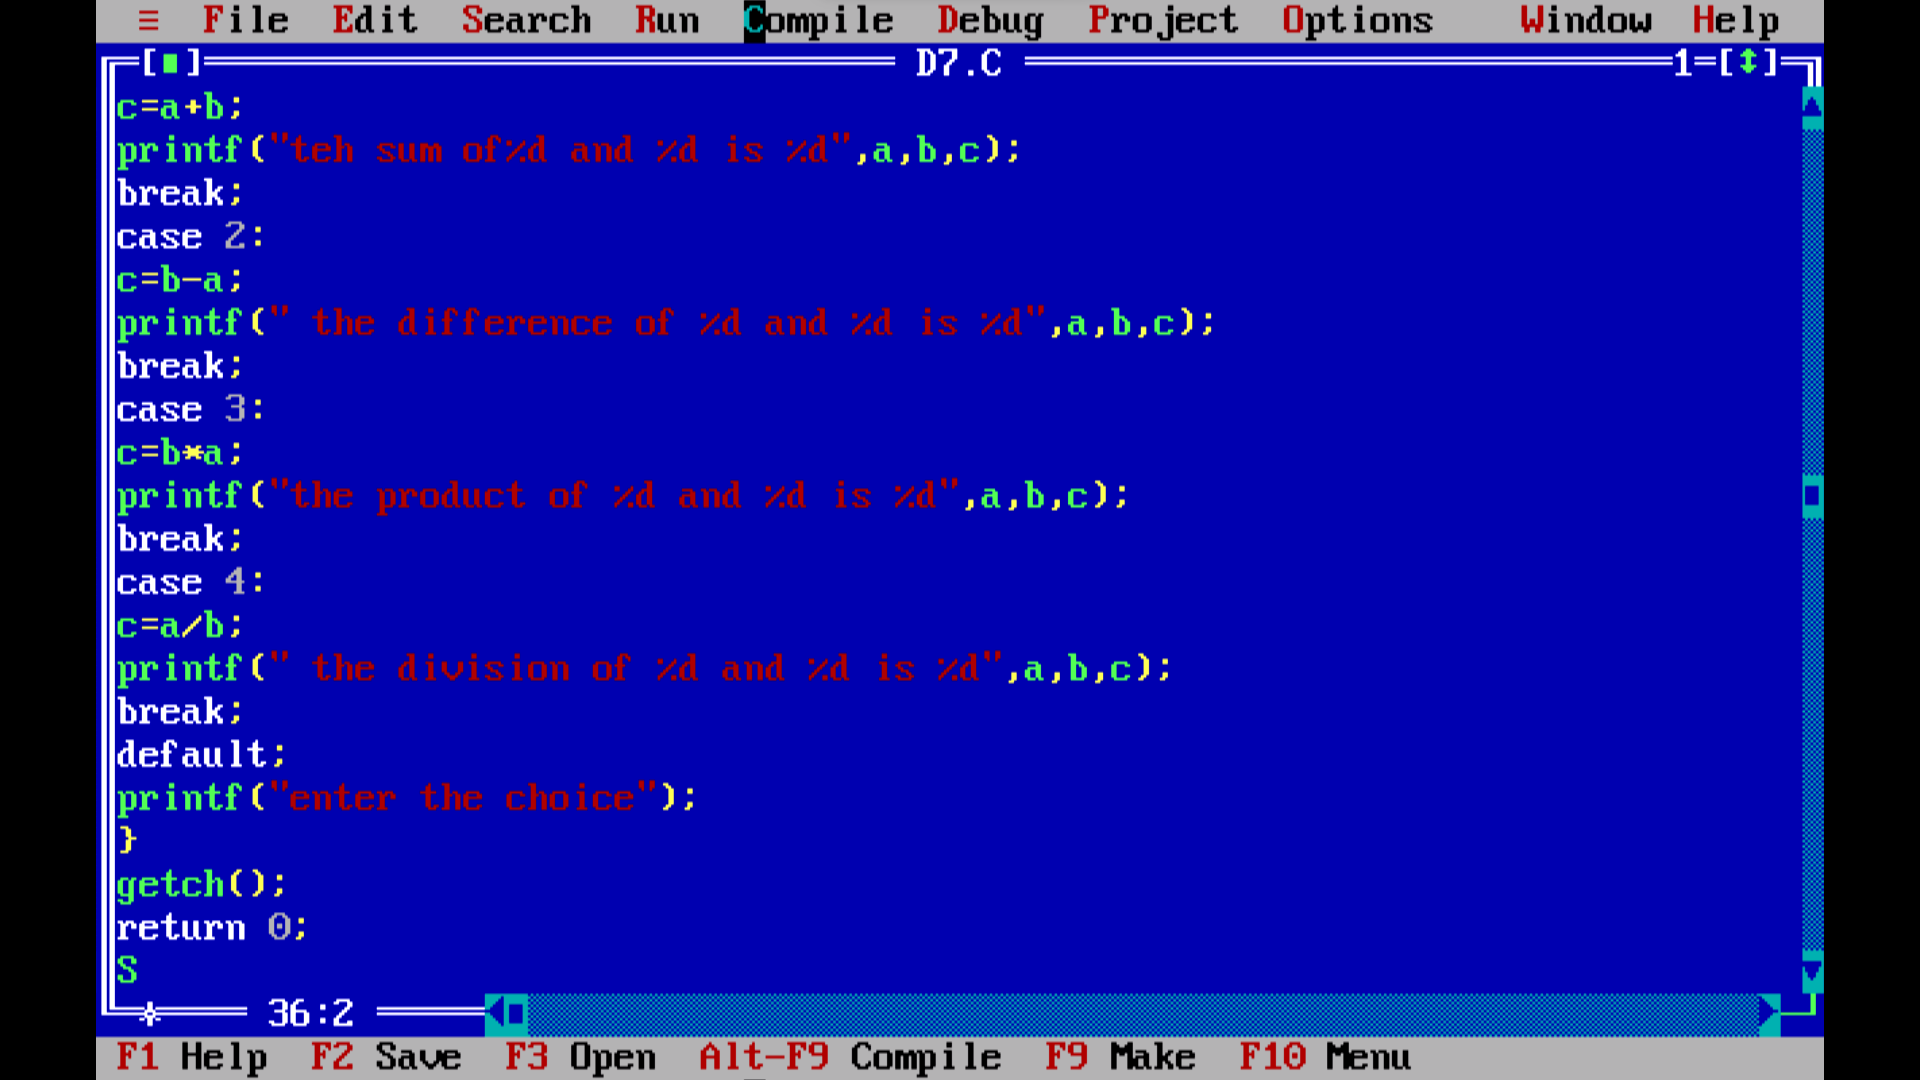 ≡ File Edit Search Run Compile Debug Project Options Window Help
[■] D7.C 1=[↕]
c=a+b;
printf("teh sum of%d and %d is %d",a,b,c);
break;
case 2:
c=b-a;
printf(" the difference of %d and %d is %d",a,b,c);
break;
case 3:
c=b*a;
printf("the product of %d and %d is %d",a,b,c);
break;
case 4:
c=a/b;
printf(" the division of %d and %d is %d",a,b,c);
break;
default;
printf("enter the choice");
}
getch();
return 0;
S
36:2
F1 Help F2 Save F3 Open Alt-F9 Compile F9 Make F10 Menu